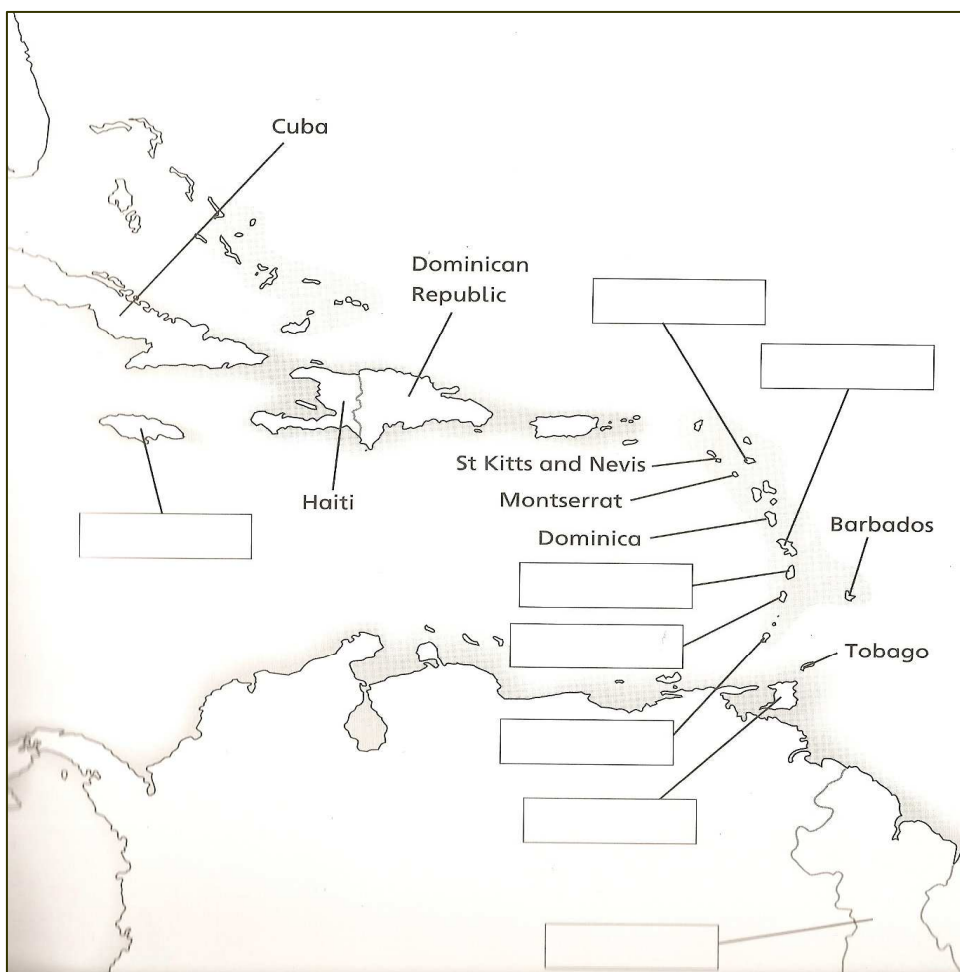 Cuba
Dominican
Republic
St Kitts and Nevis
Haiti
Montserrat
Dominica
Barbados
Tobago